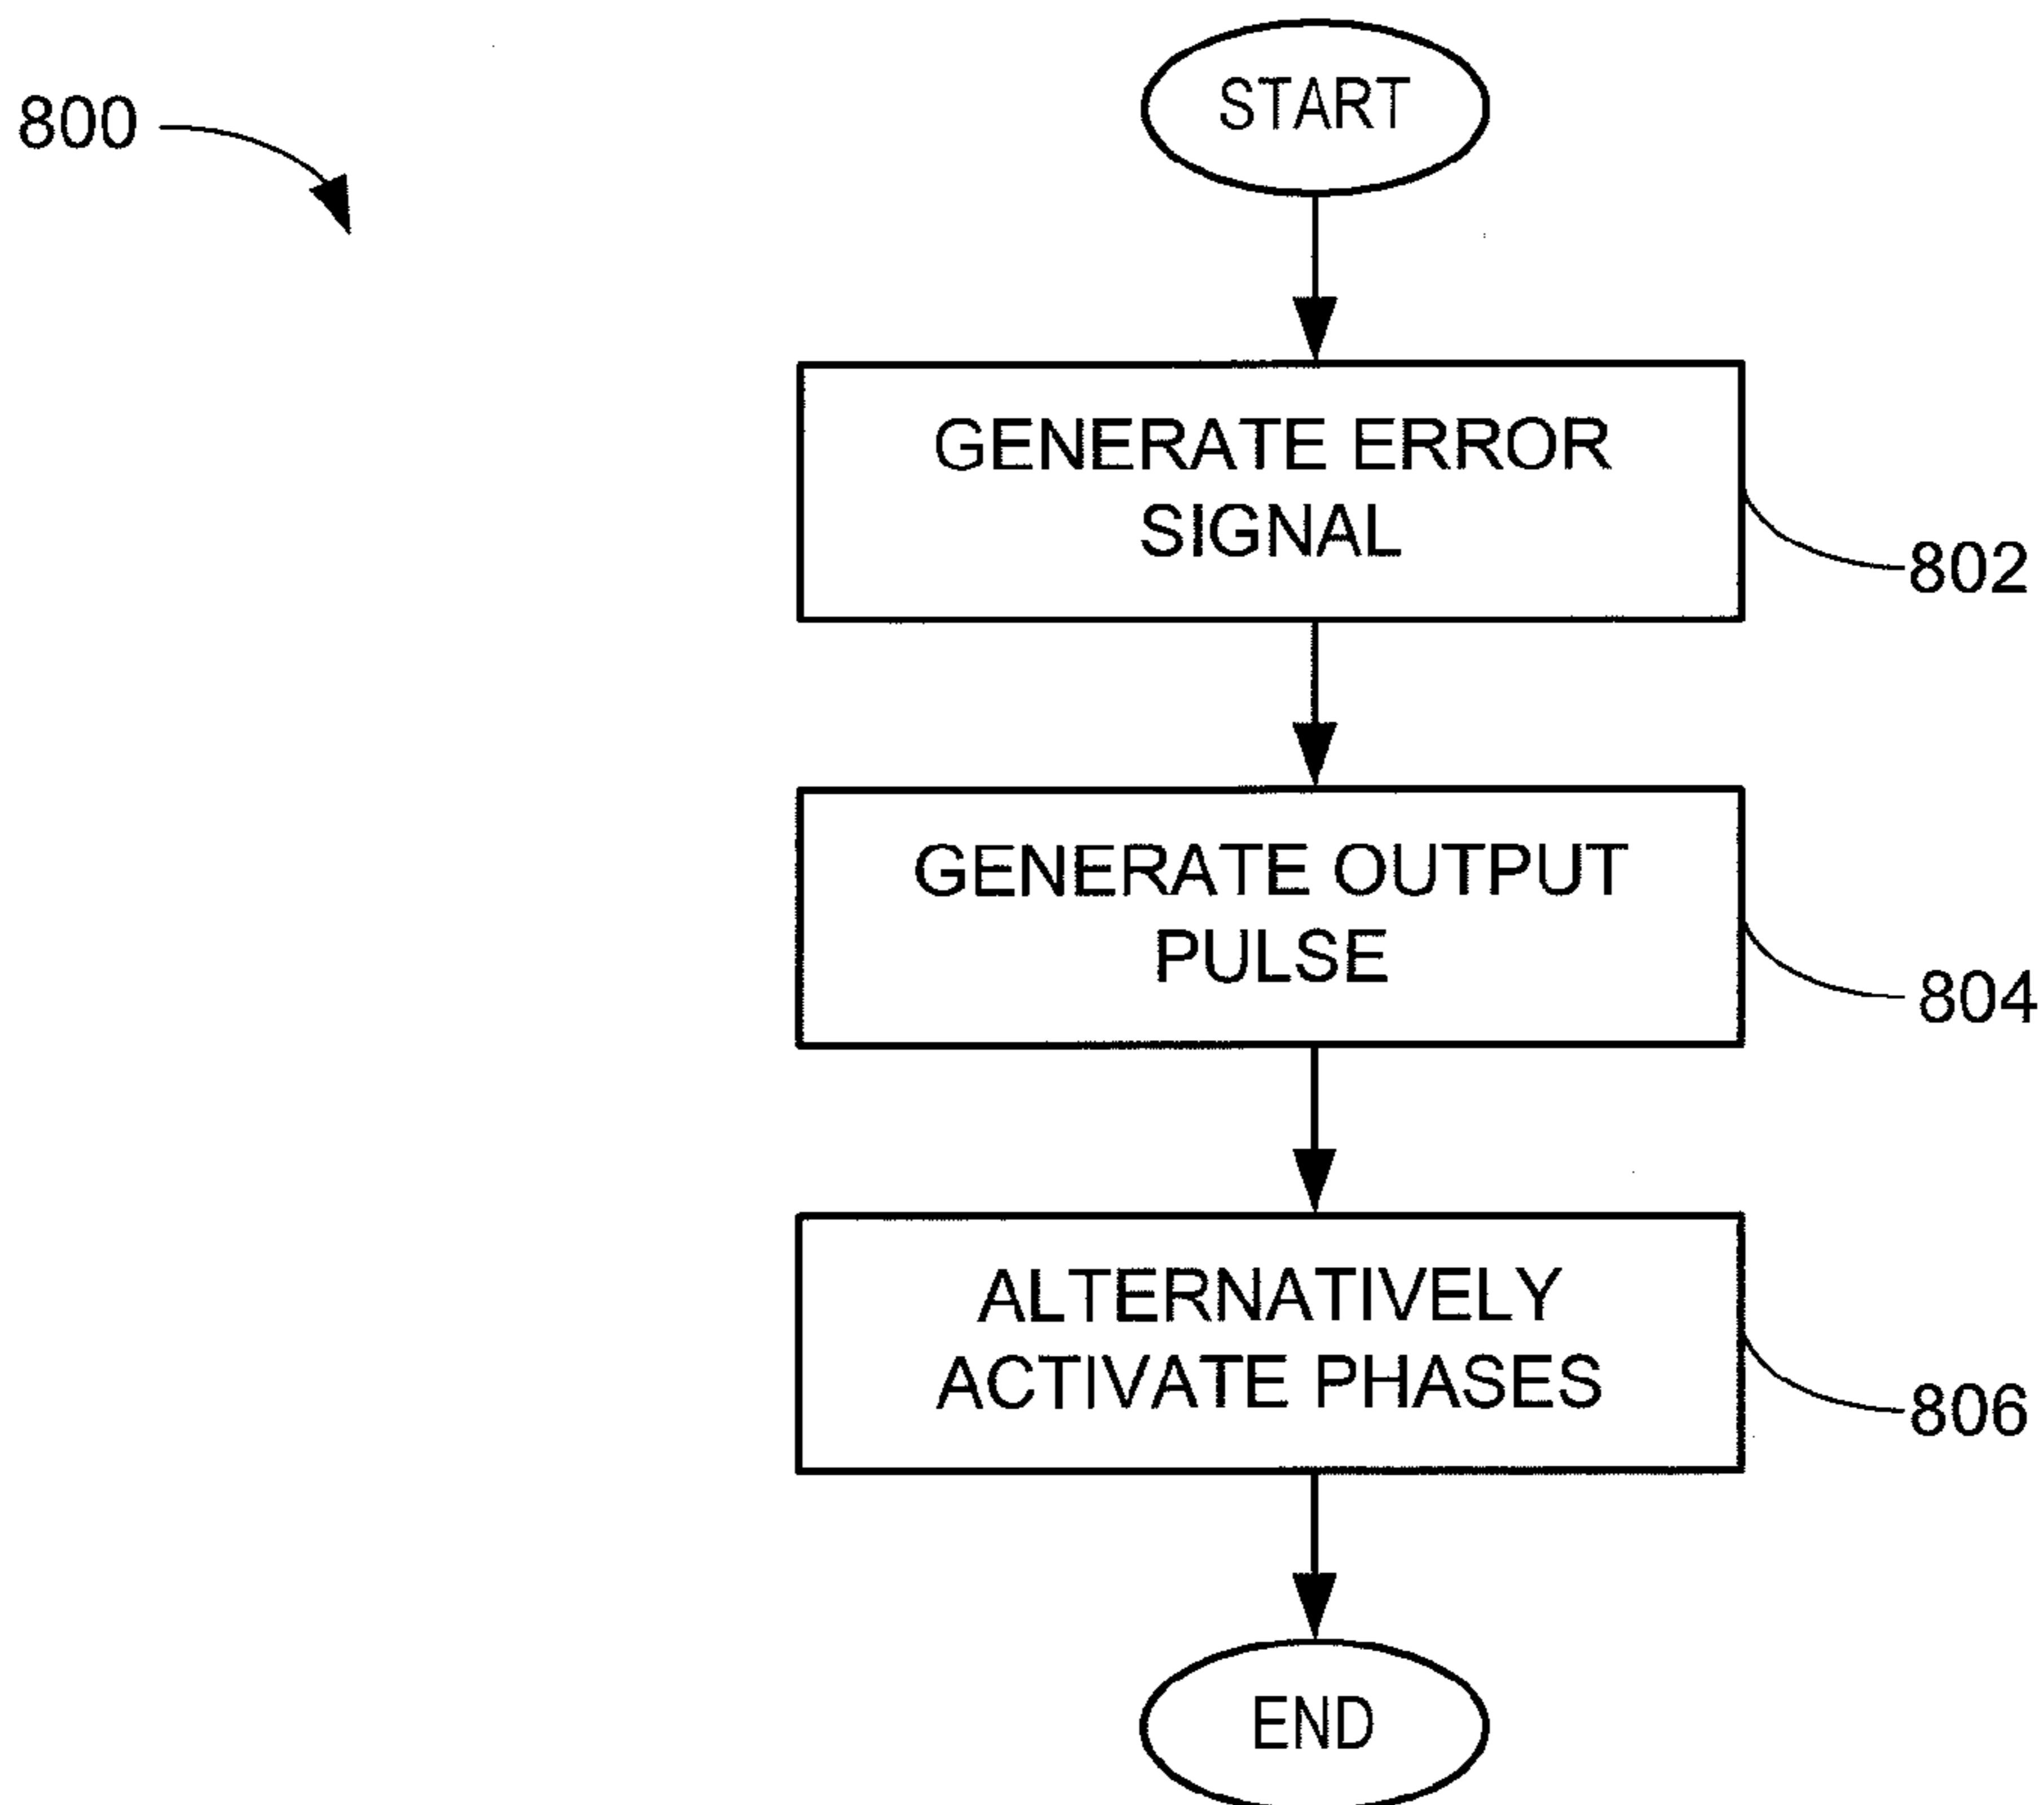 START
800
GENERATE ERROR
SIGNAL
802
GENERATE OUTPUT
PULSE
804
ALTERNATIVELY
ACTIVATE PHASES
806
END